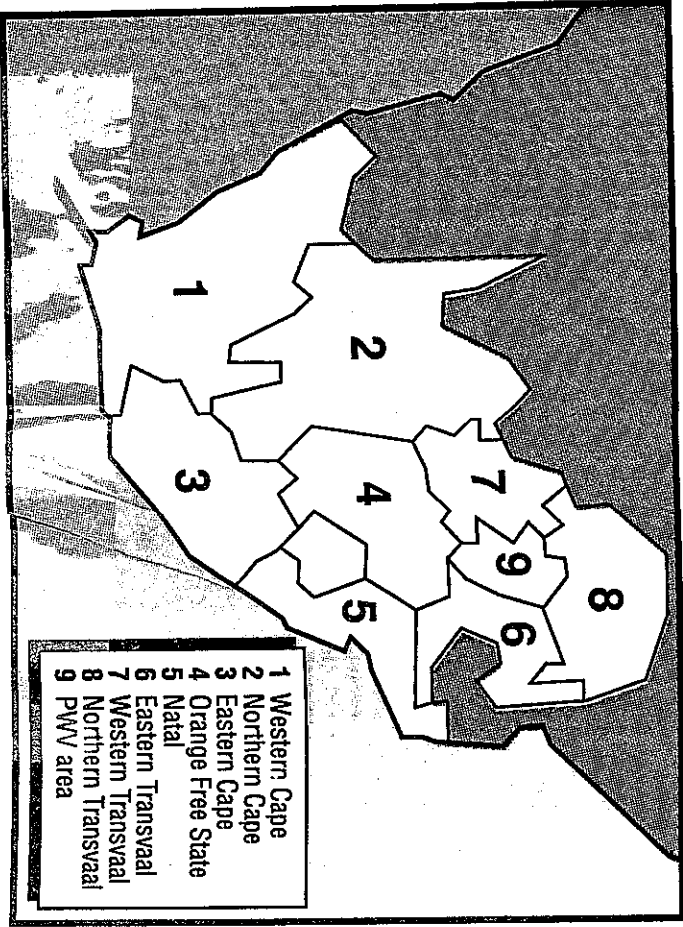 1
2
3
4
5
6
7
8
9
1 Western Cape
2 Northern Cape
3 Eastern Cape
4 Orange Free State
5 Natal
6 Eastern Transvaal
7 Western Transvaal
8 Northern Transvaal
9 PWV area